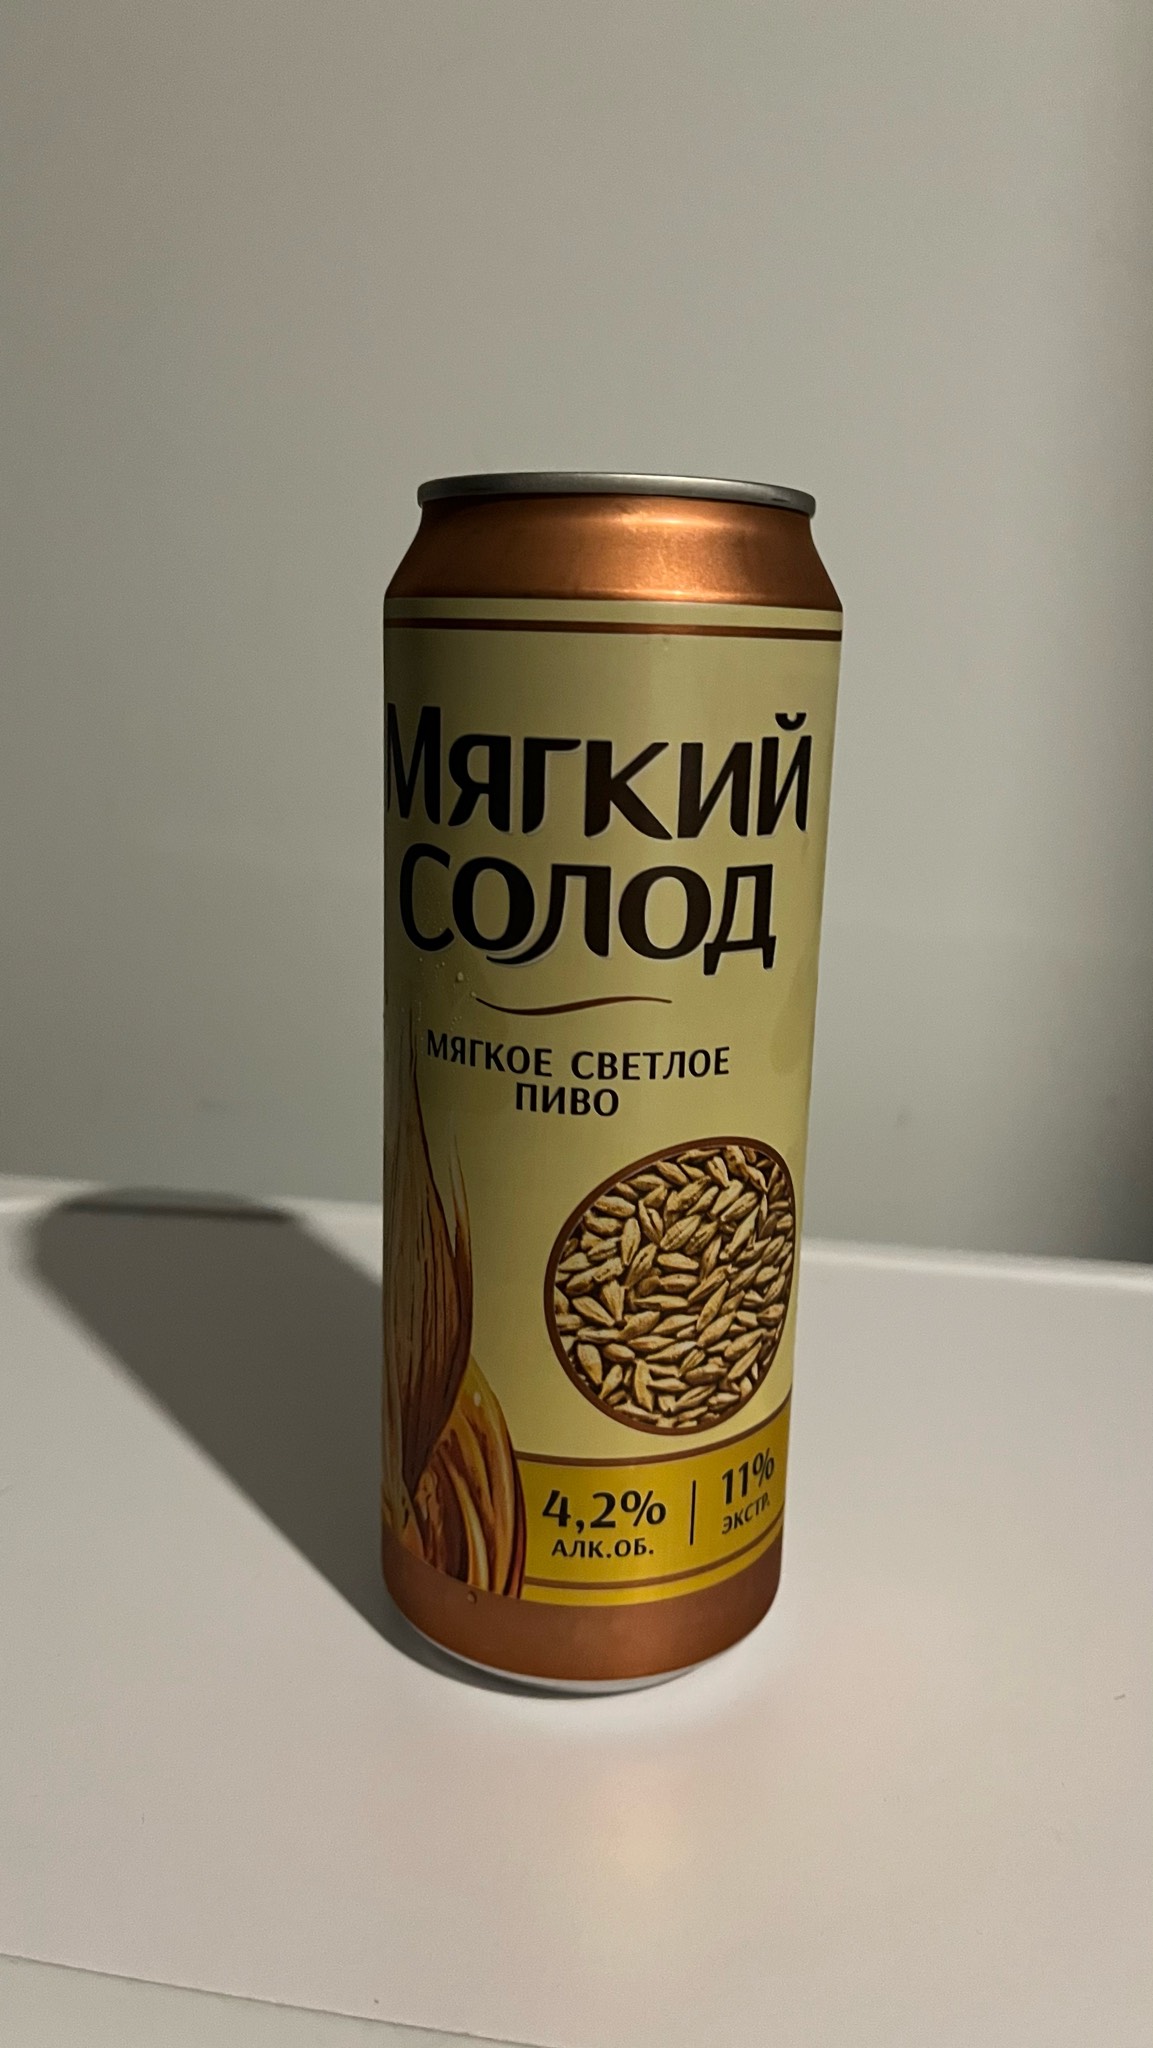 Мягкий
Солод
МЯГКОЕ СВЕТЛОЕ
ПИВО
4,2% 11%
АЛК.ОБ. ЭКСТР.